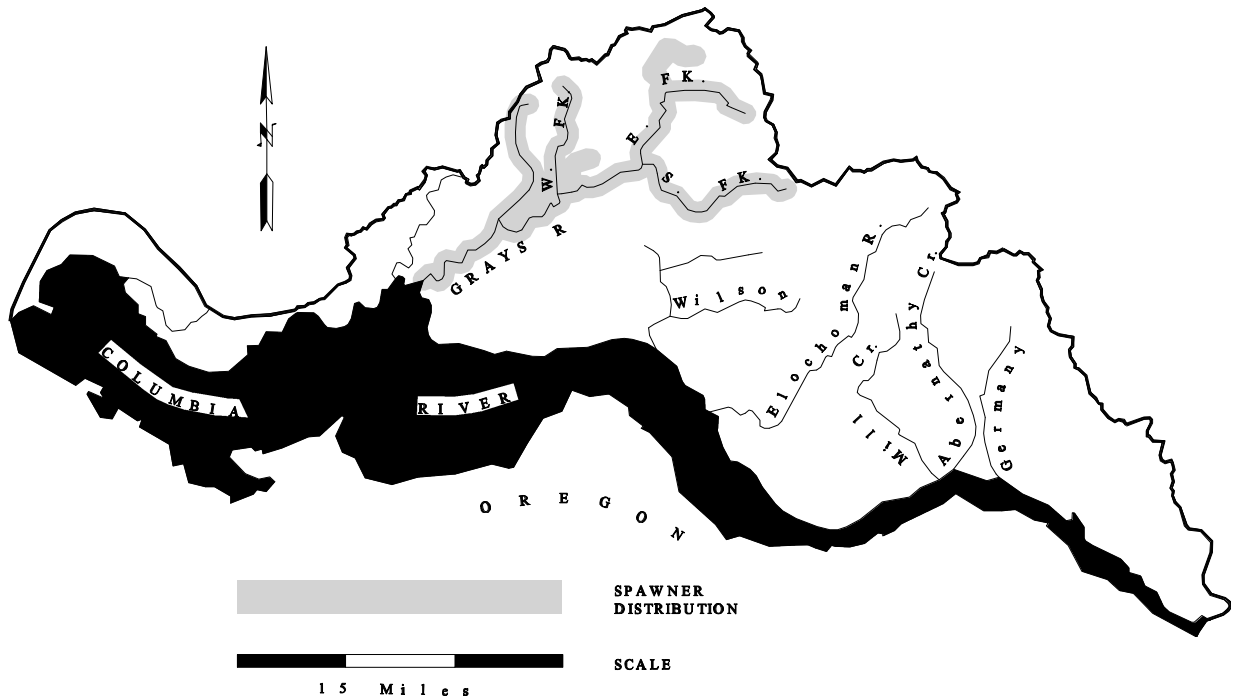 N
FK.
W. FK
E.
S. FK.
GRAYS R
Elochoman R.
Abernathy Cr.
Wilson
Mill Cr.
Germany
COLUMBIA
RIVER
OREGON
SPAWNER
DISTRIBUTION
SCALE
15 Miles